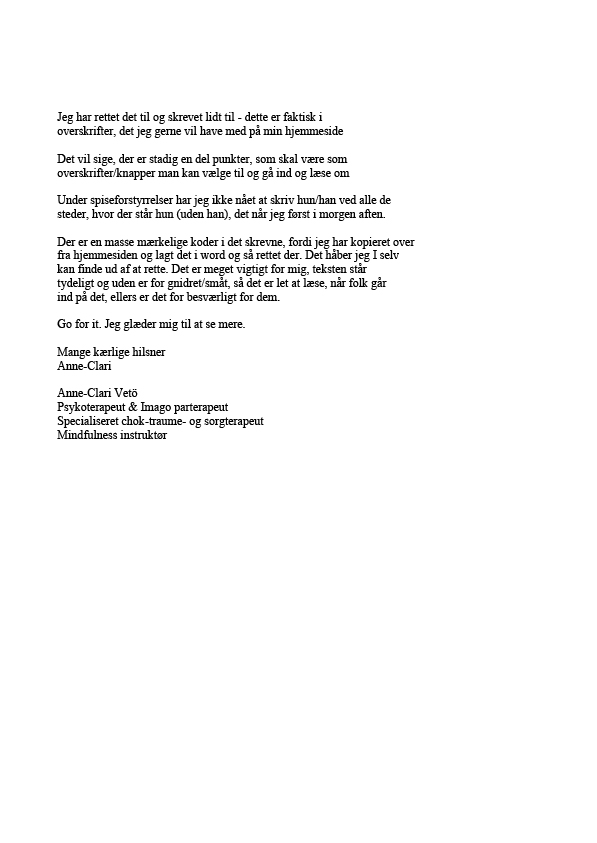 Jeg har rettet det til og skrevet lidt til - dette er faktisk i
overskrifter, det jeg gerne vil have med på min hjemmeside
Det vil sige, der er stadig en del punkter, som skal være som
overskrifter/knapper man kan vælge til og gå ind og læse om
Under spiseforstyrrelser har jeg ikke nået at skriv hun/han ved alle de
steder, hvor der står hun (uden han), det når jeg først i morgen aften.
Der er en masse mærkelige koder i det skrevne, fordi jeg har kopieret over
fra hjemmesiden og lagt det i word og så rettet der. Det håber jeg I selv
kan finde ud af at rette. Det er meget vigtigt for mig, teksten står
tydeligt og uden er for gnidret/småt, så det er let at læse, når folk går
ind på det, ellers er det for besværligt for dem.
Go for it. Jeg glæder mig til at se mere.
Mange kærlige hilsner
Anne-Clari
Anne-Clari Vetö
Psykoterapeut & Imago parterapeut
Specialiseret chok-traume- og sorgterapeut
Mindfulness instruktør